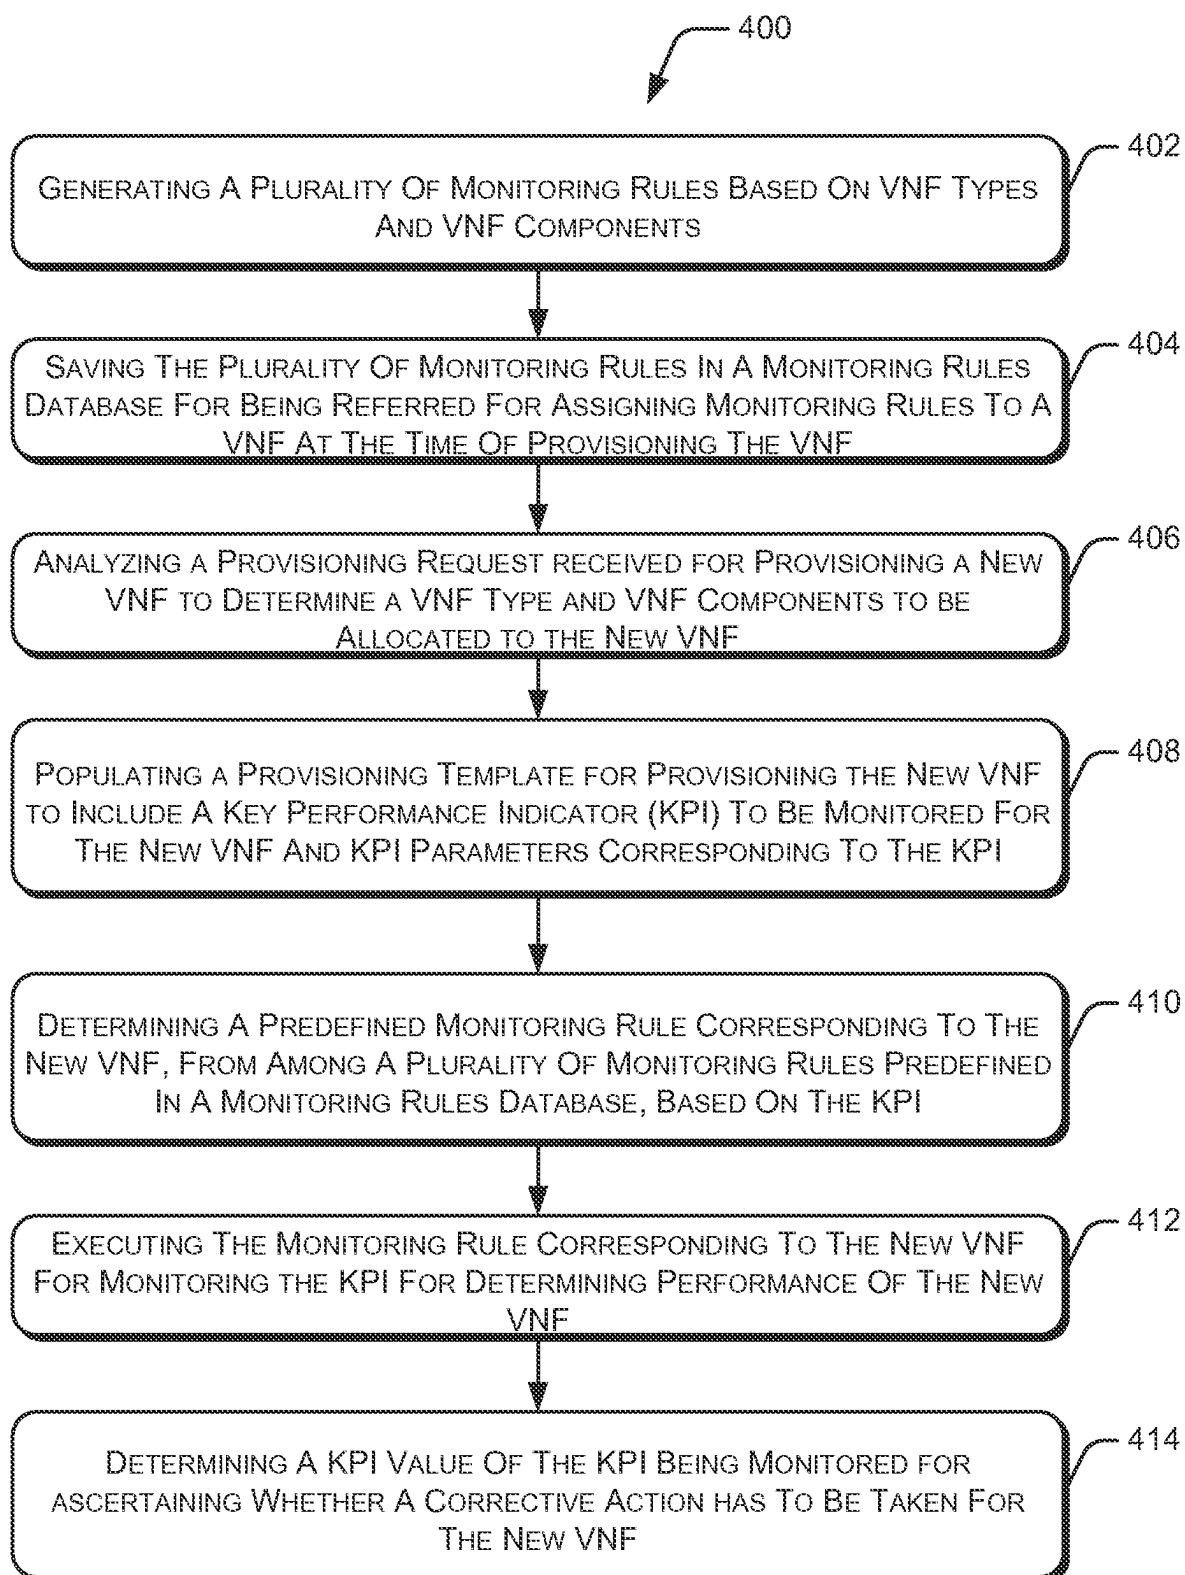 400
402
GENERATING A PLURALITY OF MONITORING RULES BASED ON VNF TYPES
AND VNF COMPONENTS
404
SAVING THE PLURALITY OF MONITORING RULES IN A MONITORING RULES
DATABASE FOR BEING REFERRED FOR ASSIGNING MONITORING RULES TO A
VNF AT THE TIME OF PROVISIONING THE VNF
406
ANALYZING A PROVISIONING REQUEST RECEIVED FOR PROVISIONING A NEW
VNF TO DETERMINE A VNF TYPE AND VNF COMPONENTS TO BE
ALLOCATED TO THE NEW VNF
408
POPULATING A PROVISIONING TEMPLATE FOR PROVISIONING THE NEW VNF
TO INCLUDE A KEY PERFORMANCE INDICATOR (KPI) TO BE MONITORED FOR
THE NEW VNF AND KPI PARAMETERS CORRESPONDING TO THE KPI
410
DETERMINING A PREDEFINED MONITORING RULE CORRESPONDING TO THE
NEW VNF, FROM AMONG A PLURALITY OF MONITORING RULES PREDEFINED
IN A MONITORING RULES DATABASE, BASED ON THE KPI
412
EXECUTING THE MONITORING RULE CORRESPONDING TO THE NEW VNF
FOR MONITORING THE KPI FOR DETERMINING PERFORMANCE OF THE NEW
VNF
414
DETERMINING A KPI VALUE OF THE KPI BEING MONITORED FOR
ASCERTAINING WHETHER A CORRECTIVE ACTION HAS TO BE TAKEN FOR
THE NEW VNF